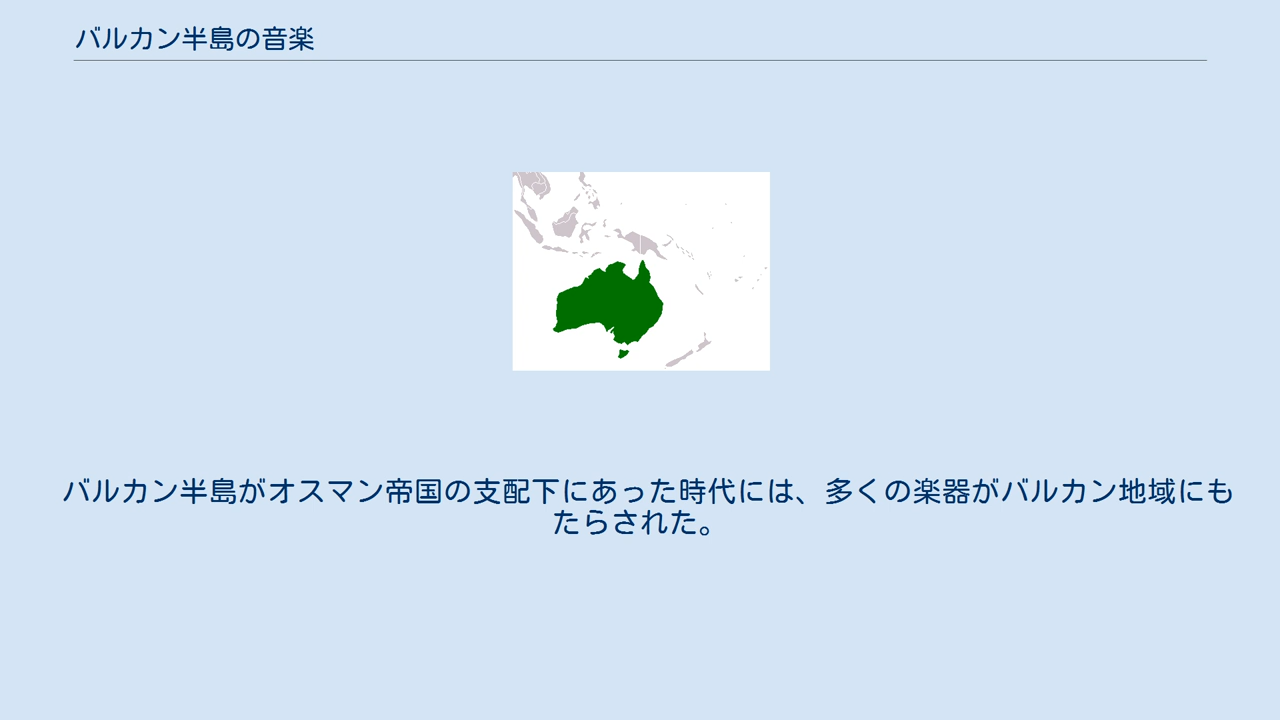 バルカン半島の音楽
バルカン半島がオスマン帝国の支配下にあった時代には、多くの楽器がバルカン地域にも
たらされた。